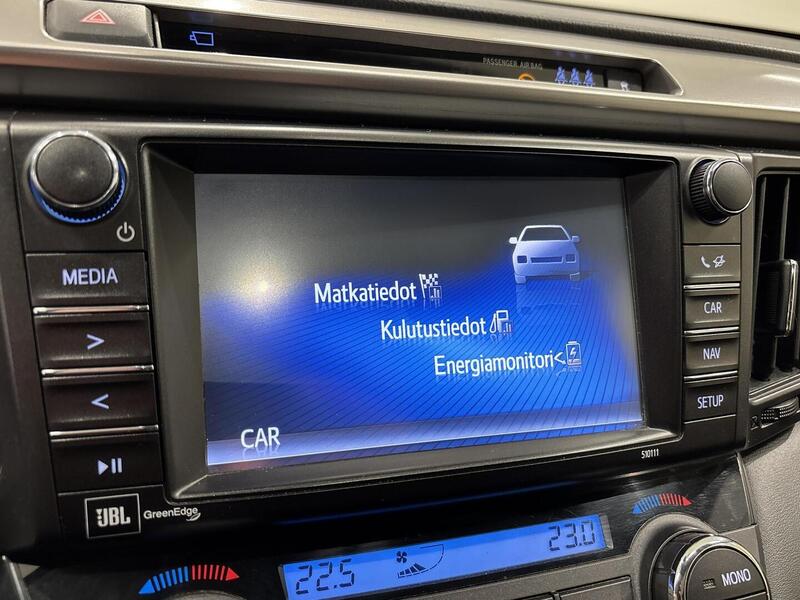 PASSENGER AIR BAG
MEDIA
>
<
Matkatiedot
Kulutustiedot
Energiamonitori
CAR
CAR
NAV
SETUP
510111
JBL GreenEdge
22.5
23.0
MONO